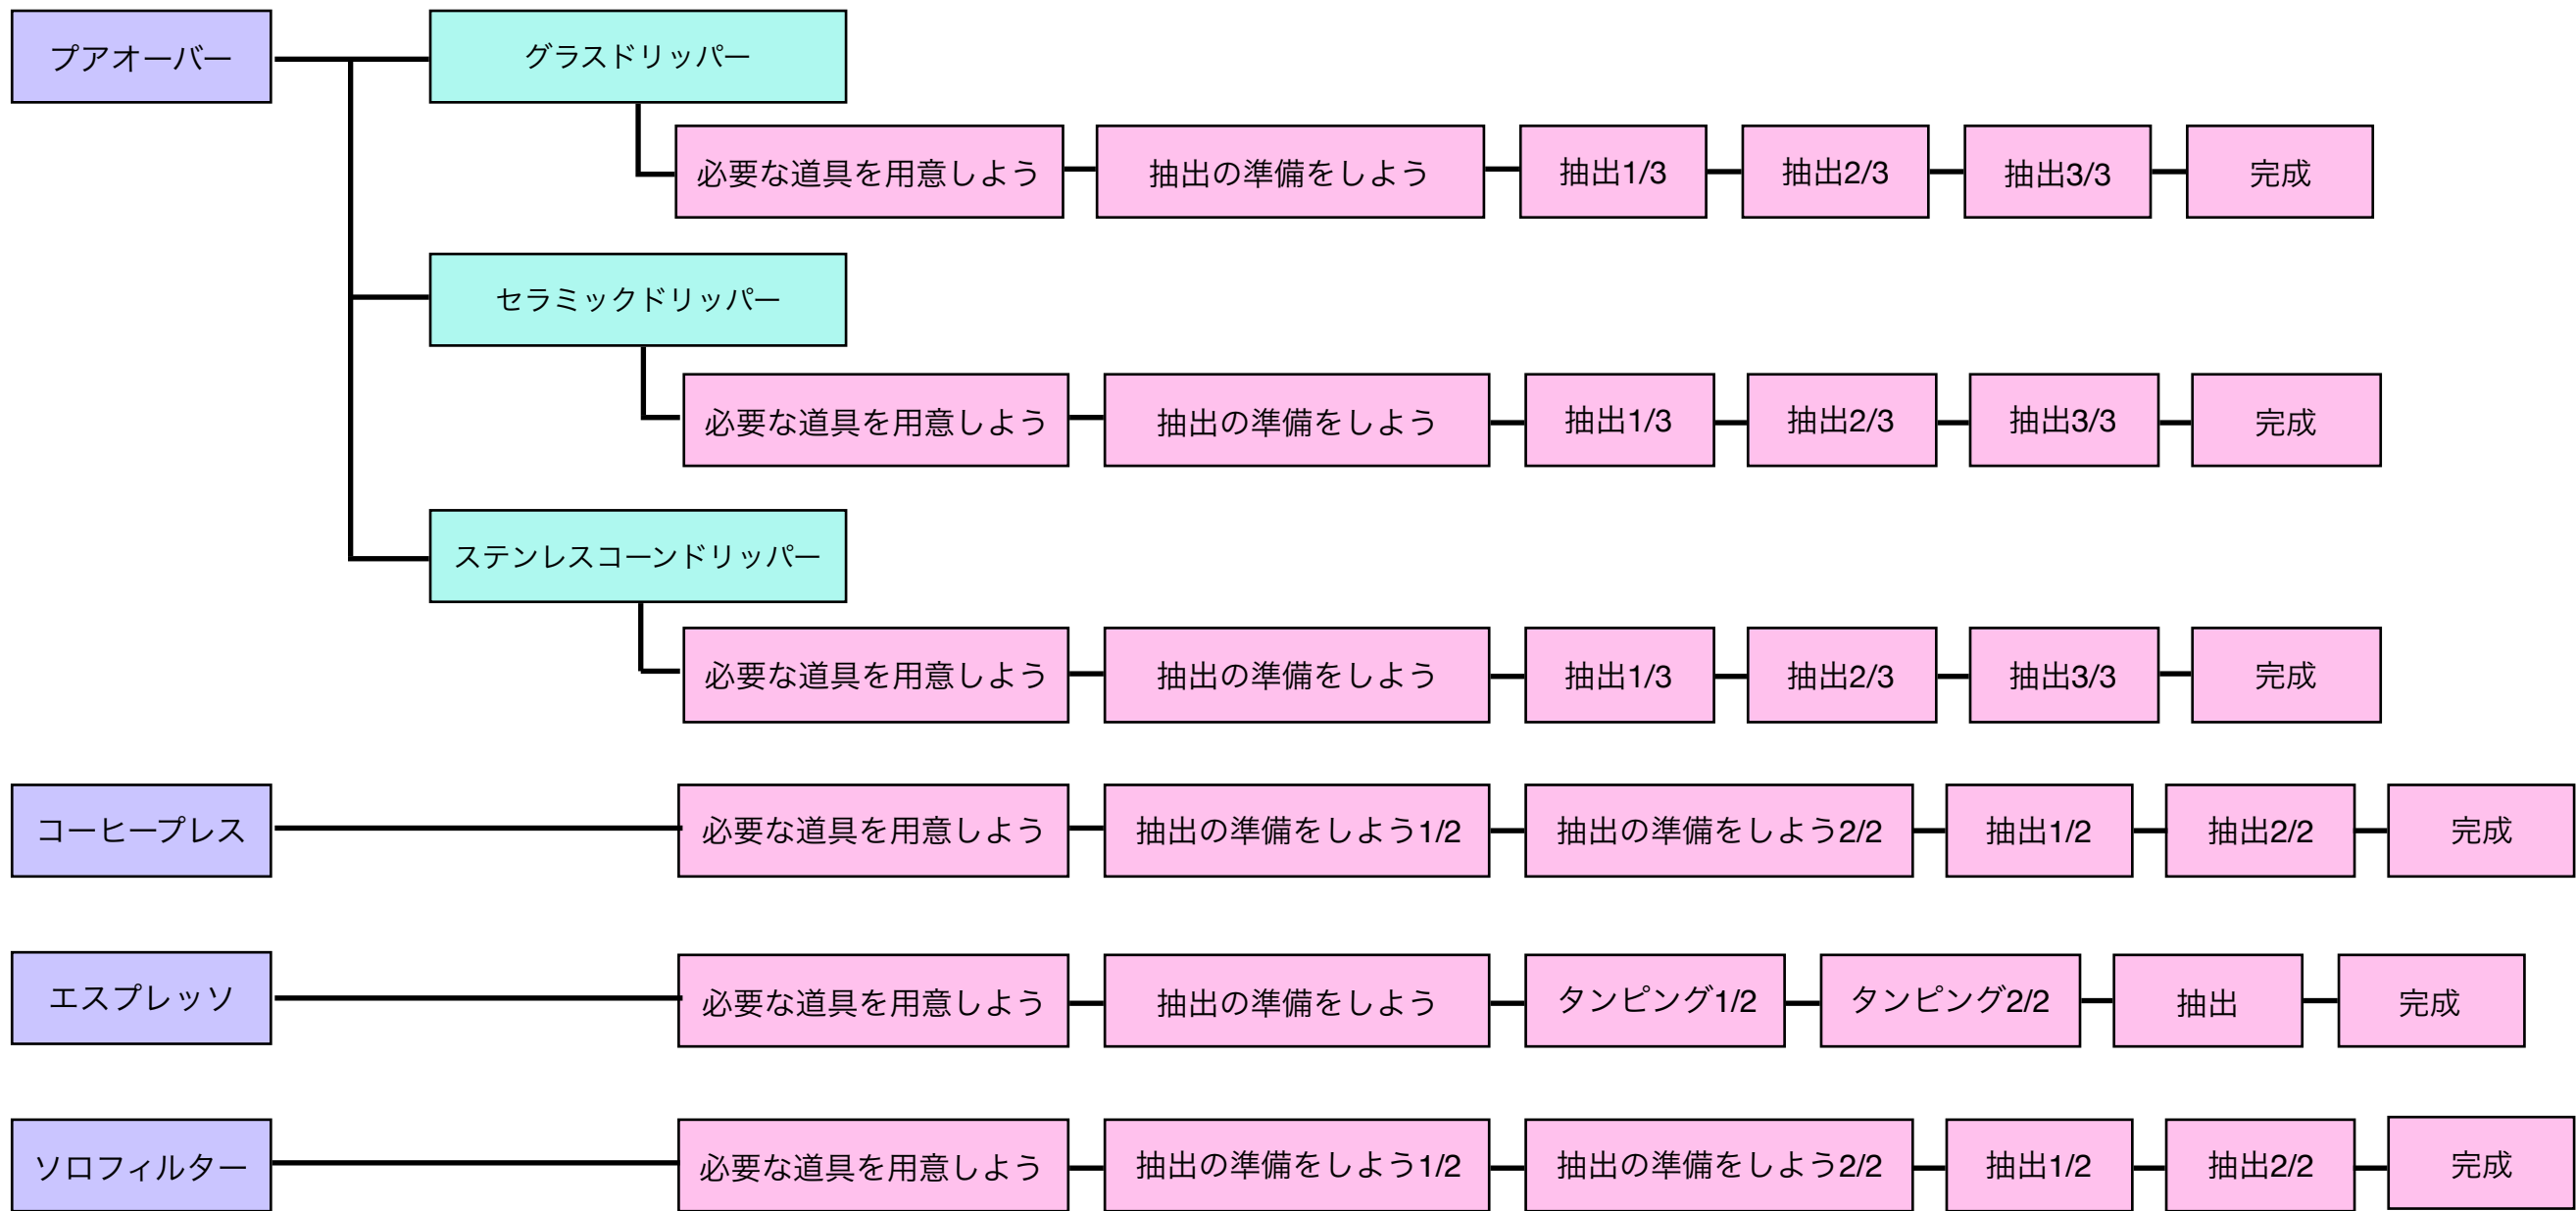 プアオーバー
グラスドリッパー
必要な道具を用意しよう
抽出の準備をしよう
抽出1/3
抽出2/3
抽出3/3
完成
セラミックドリッパー
必要な道具を用意しよう
抽出の準備をしよう
抽出1/3
抽出2/3
抽出3/3
完成
ステンレスコーンドリッパー
必要な道具を用意しよう
抽出の準備をしよう
抽出1/3
抽出2/3
抽出3/3
完成
コーヒープレス
必要な道具を用意しよう
抽出の準備をしよう1/2
抽出の準備をしよう2/2
抽出1/2
抽出2/2
完成
エスプレッソ
必要な道具を用意しよう
抽出の準備をしよう
タンピング1/2
タンピング2/2
抽出
完成
ソロフィルター
必要な道具を用意しよう
抽出の準備をしよう1/2
抽出の準備をしよう2/2
抽出1/2
抽出2/2
完成